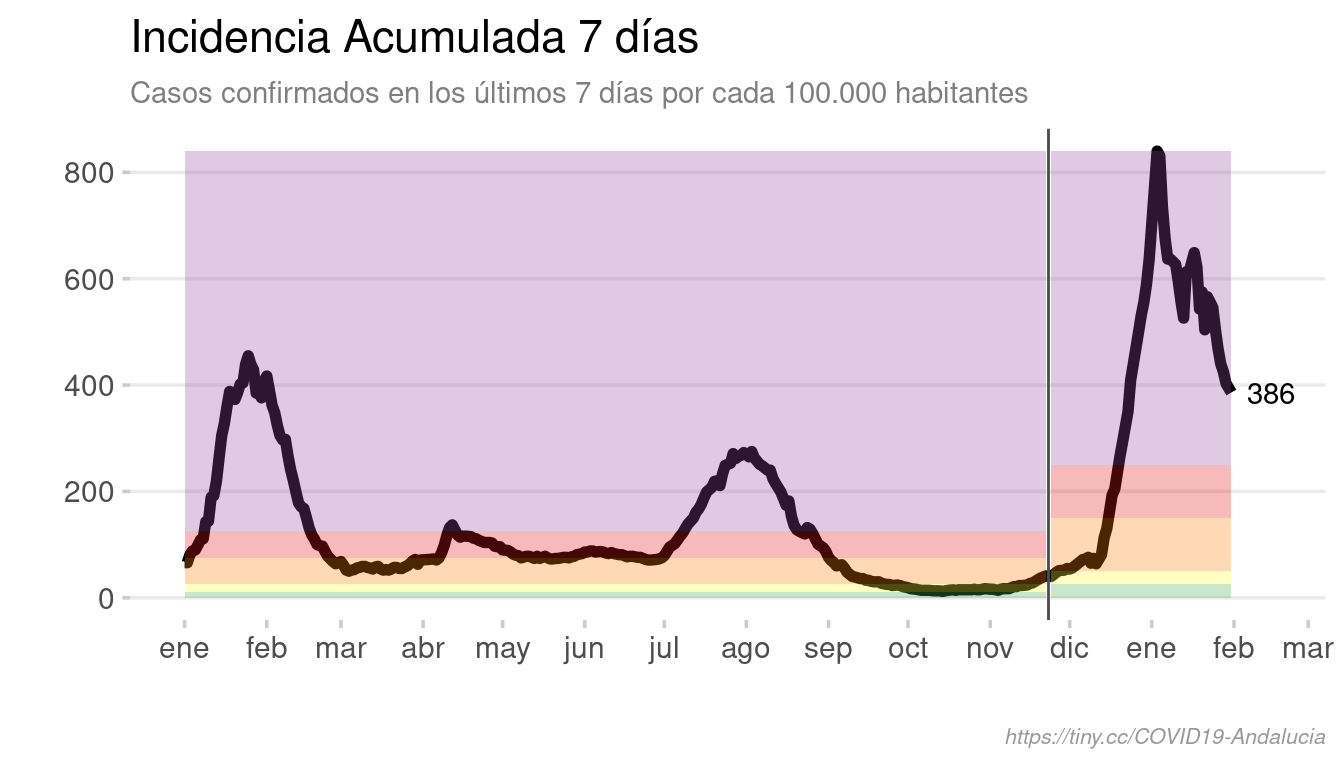 Incidencia Acumulada 7 días
Casos confirmados en los últimos 7 días por cada 100.000 habitantes
800
600
400
386
200
0
ene feb mar abr may jun jul ago sep oct nov dic ene feb mar
https://tiny.cc/COVID19-Andalucia